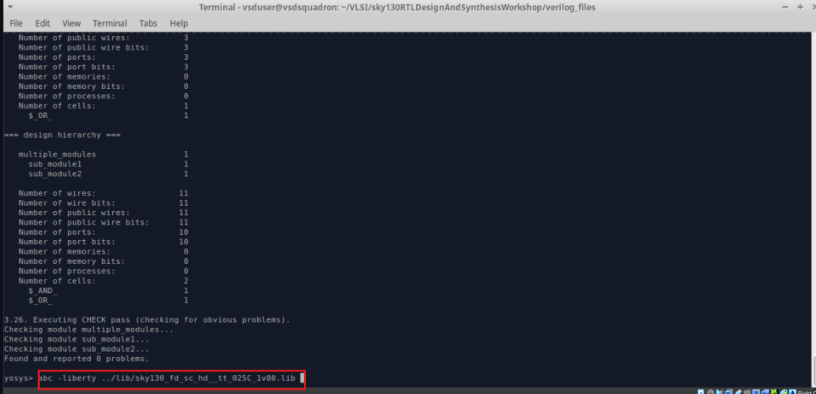 Terminal - vsduser@vsdsquadron: ~/VLSI/sky130RTLDesignAndSynthesisWorkshop/verilog_files
File Edit View Terminal Tabs Help
Number of public wires: 3
Number of public wire bits: 3
Number of ports: 3
Number of port bits: 3
Number of memories: 0
Number of memory bits: 0
Number of processes: 0
Number of cells: 1
$_OR_ 1
=== design hierarchy ===
multiple_modules 1
sub_module1 1
sub_module2 1
Number of wires: 11
Number of wire bits: 11
Number of public wires: 11
Number of public wire bits: 11
Number of ports: 10
Number of port bits: 10
Number of memories: 0
Number of memory bits: 0
Number of processes: 0
Number of cells: 2
$_AND_ 1
$_OR_ 1
3.26. Executing CHECK pass (checking for obvious problems).
Checking module multiple_modules...
Checking module sub_module1...
Checking module sub_module2...
Found and reported 0 problems.
yosys> abc -liberty ../lib/sky130_fd_sc_hd__tt_025C_1v80.lib